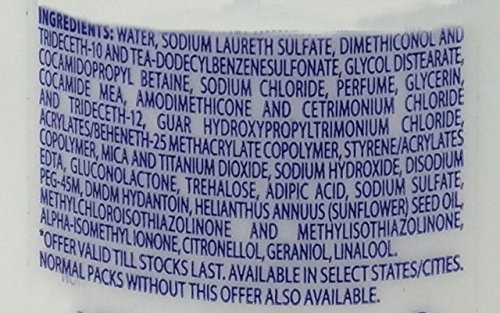 INGREDIENTS: WATER, SODIUM LAURETH SULFATE, DIMETHICONOL AND
TRIDECETH-10 AND TEA-DODECYLBENZENESULFONATE, GLYCOL DISTEARATE,
COCAMIDOPROPYL BETAINE, SODIUM CHLORIDE, PERFUME, GLYCERIN,
COCAMIDE MEA, AMODIMETHICONE AND CETRIMONIUM CHLORIDE
AND TRIDECETH-12, GUAR HYDROXYPROPYLTRIMONIUM CHLORIDE,
ACRYLATES/BEHENETH-25 METHACRYLATE COPOLYMER, STYRENE/ACRYLATES
COPOLYMER, MICA AND TITANIUM DIOXIDE, SODIUM HYDROXIDE, DISODIUM
EDTA, GLUCONOLACTONE, TREHALOSE, ADIPIC ACID, SODIUM SULFATE,
PEG-45M, DMDM HYDANTOIN, HELIANTHUS ANNUUS (SUNFLOWER) SEED OIL,
METHYLCHLOROISOTHIAZOLINONE AND METHYLISOTHIAZOLINONE,
ALPHA-ISOMETHYL IONONE, CITRONELLOL, GERANIOL, LINALOOL.
*OFFER VALID TILL STOCKS LAST. AVAILABLE IN SELECT STATES/CITIES.
NORMAL PACKS WITHOUT THIS OFFER ALSO AVAILABLE.